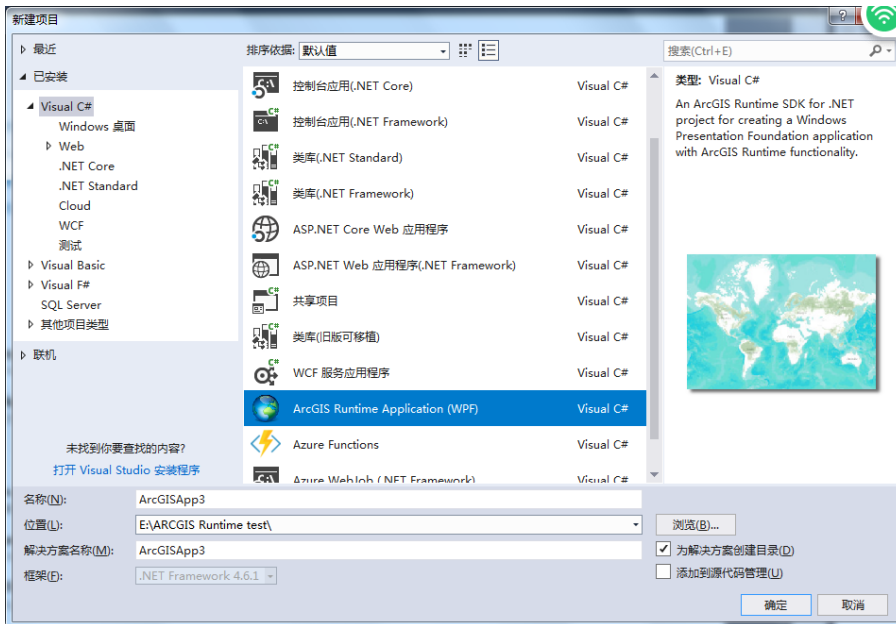 新建项目
最近
排序依据: 默认值
搜索(Ctrl+E)
已安装
Visual C#
Windows 桌面
Web
.NET Core
.NET Standard
Cloud
WCF
测试
Visual Basic
Visual F#
SQL Server
其他项目类型
联机
未找到你要查找的内容?
打开 Visual Studio 安装程序
控制台应用(.NET Core) Visual C#
控制台应用(.NET Framework) Visual C#
类库(.NET Standard) Visual C#
类库(.NET Framework) Visual C#
ASP.NET Core Web 应用程序 Visual C#
ASP.NET Web 应用程序(.NET Framework) Visual C#
共享项目 Visual C#
类库(旧版可移植) Visual C#
WCF 服务应用程序 Visual C#
ArcGIS Runtime Application (WPF) Visual C#
Azure Functions Visual C#
Azure WebJob (.NET Framework) Visual C#
类型: Visual C#
An ArcGIS Runtime SDK for .NET
project for creating a Windows
Presentation Foundation application
with ArcGIS Runtime functionality.
名称(N): ArcGISApp3
位置(L): E:\ARCGIS Runtime test\
浏览(B)...
解决方案名称(M): ArcGISApp3
为解决方案创建目录(D)
框架(F): .NET Framework 4.6.1
添加到源代码管理(U)
确定 取消